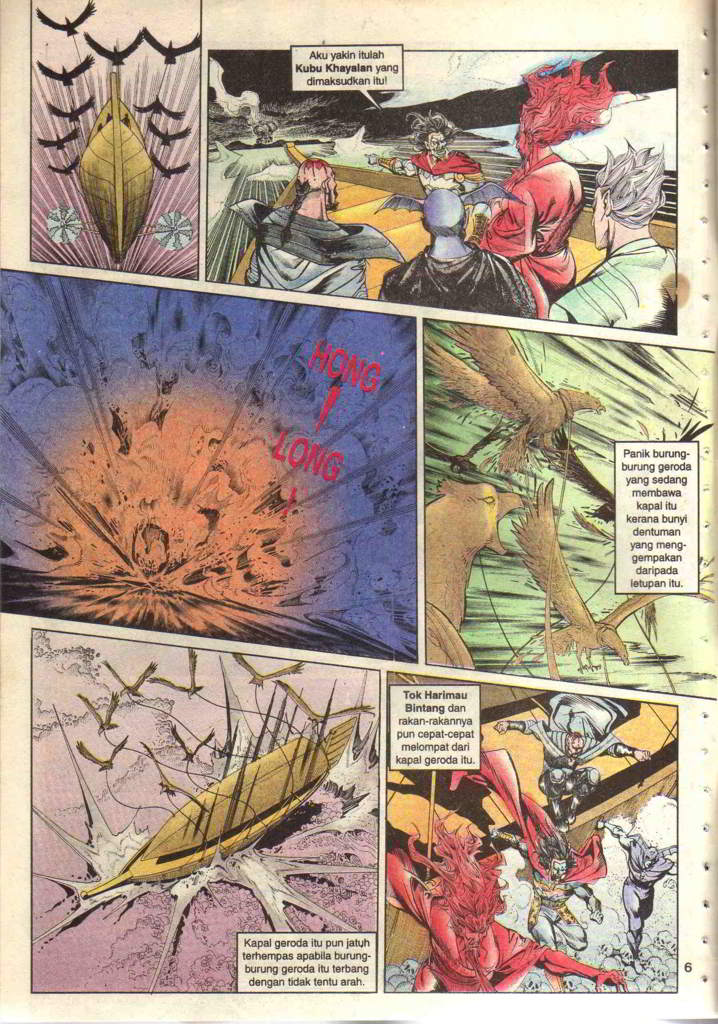 Aku yakin itulah
Kubu Khayalan yang
dimaksudkan itu!
HONG
!
LONG
!
Panik burung-
burung geroda
yang sedang
membawa
kapal itu
kerana bunyi
dentuman
yang meng-
gempakan
daripada
letupan itu.
Kapal geroda itu pun jatuh
terhempas apabila burung-
burung geroda itu terbang
dengan tidak tentu arah.
Tok Harimau
Bintang dan
rakan-rakannya
pun cepat-cepat
melompat dari
kapal geroda itu.
6